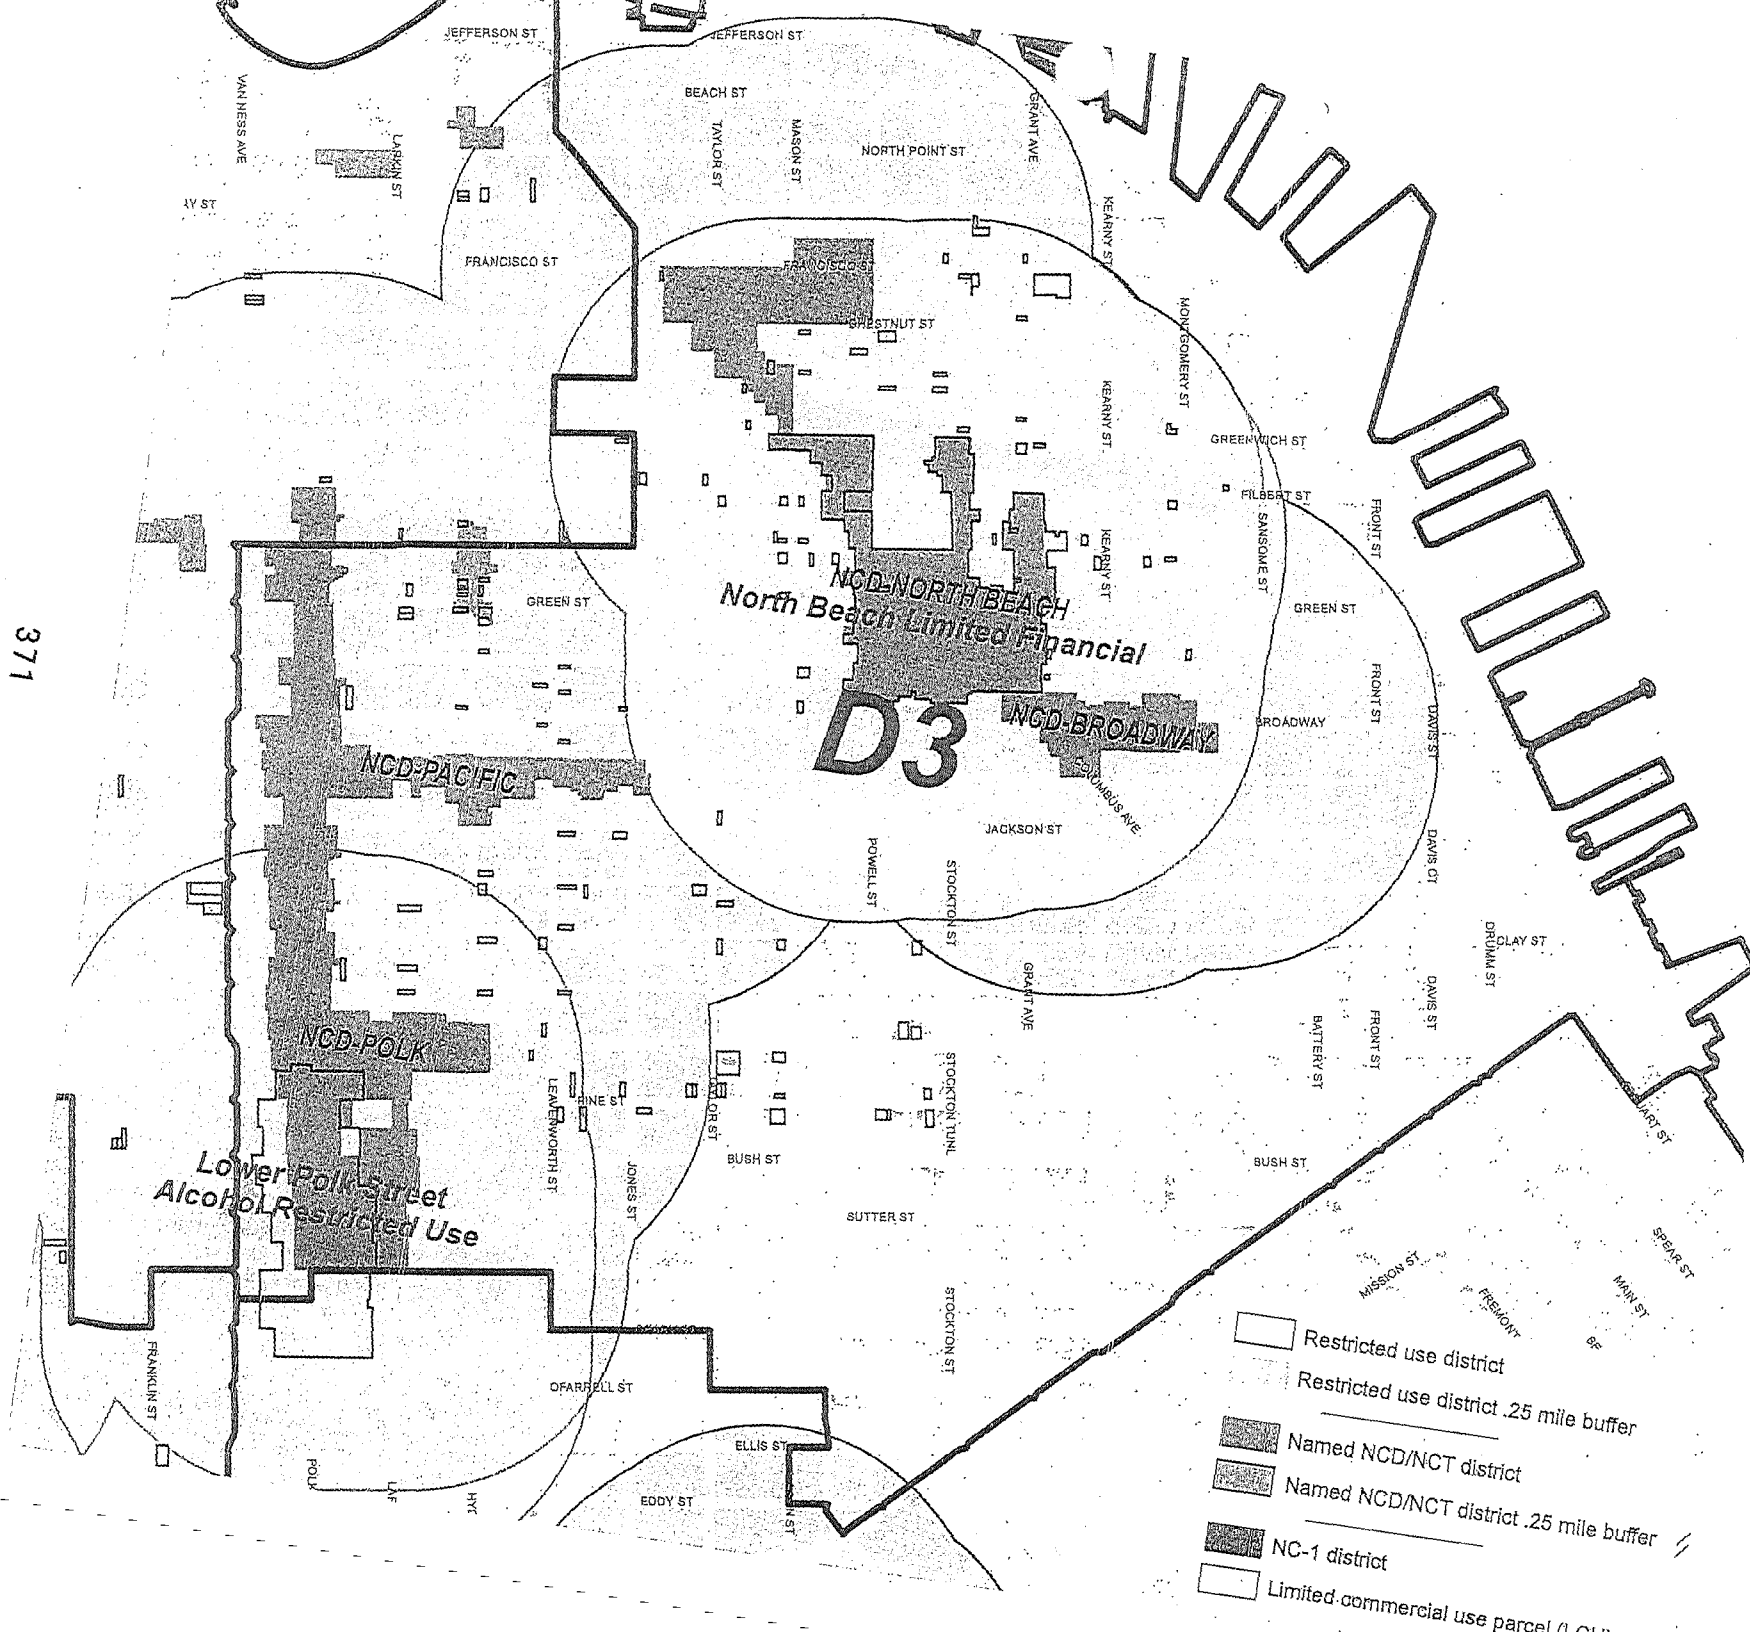 JEFFERSON ST
JEFFERSON ST
VAN NESS AVE
BEACH ST
GRANT AVE
LARKIN ST
TAYLOR ST
MASON ST
NORTH POINT ST
AY ST
KEARNY ST
FRANCISCO ST
FRANCISCO ST
CHESTNUT ST
MONTGOMERY ST
KEARNY ST
GREENWICH ST
FILBERT ST
SANSOME ST
FRONT ST
KEARNY ST
NCD-NORTH BEACH
North Beach Limited Financial
GREEN ST
GREEN ST
371
FRONT ST
D3
NCD-BROADWAY
BROADWAY
DAVIS ST
NCD-PACIFIC
COLUMBUS AVE
JACKSON ST
POWELL ST
STOCKTON ST
DAVIS CT
DRUMM ST
CLAY ST
GRANT AVE
DAVIS ST
BATTERY ST
FRONT ST
NCD-POLK
LEAVENWORTH ST
PINE ST
STOCKTON TUNL
BUSH ST
BUSH ST
JONES ST
Lower Polk Street
Alcohol Restricted Use
SUTTER ST
MISSION ST
SPEAR ST
MAIN ST
FREMONT
STOCKTON ST
FRANKLIN ST
OFARRELL ST
ELLIS ST
EDDY ST
POLK
Restricted use district
Restricted use district .25 mile buffer
Named NCD/NCT district
Named NCD/NCT district .25 mile buffer
NC-1 district
Limited commercial use parcel